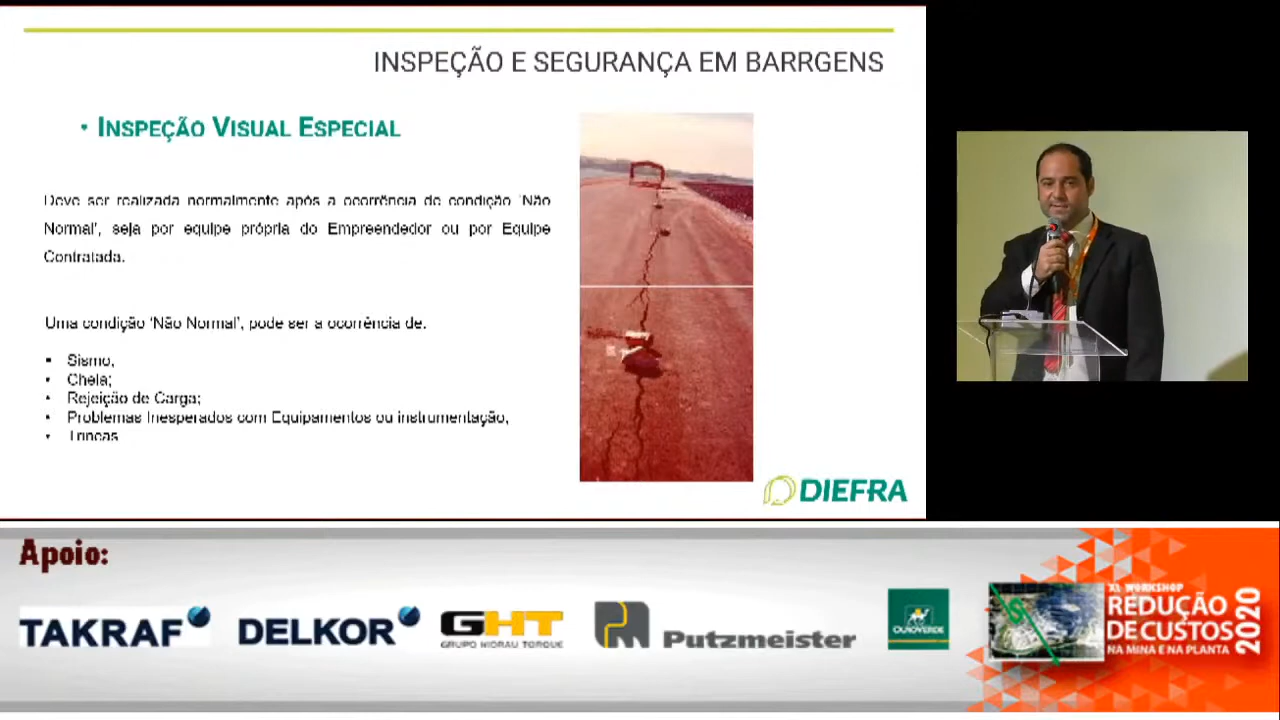 INSPEÇÃO E SEGURANÇA EM BARRGENS
• INSPEÇÃO VISUAL ESPECIAL
Deve ser realizada normalmente após a ocorrência de condição 'Não
Normal', seja por equipe própria do Empreendedor ou por Equipe
Contratada.
Uma condição 'Não Normal', pode ser a ocorrência de.
▪ Sismo,
• Cheia;
• Rejeição de Carga;
• Problemas Inesperados com Equipamentos ou instrumentação,
• Trincas
DIEFRA
Apoio:
TAKRAF
DELKOR
GHT
GRUPO MORAU TORQUE
Putzmeister
OUROVERDE
XI WORKSHOP
REDUÇÃO
DE CUSTOS
NA MINA E NA PLANTA
2020